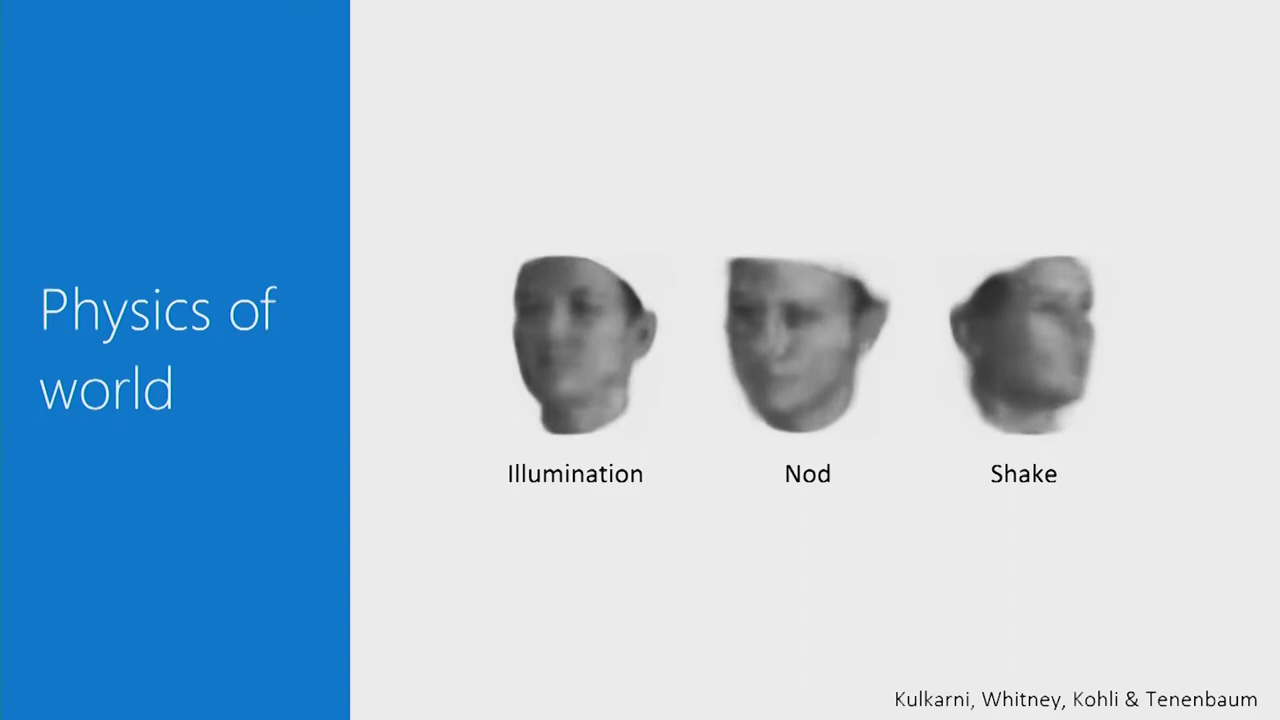 Physics of
world
Illumination
Nod
Shake
Kulkarni, Whitney, Kohli & Tenenbaum